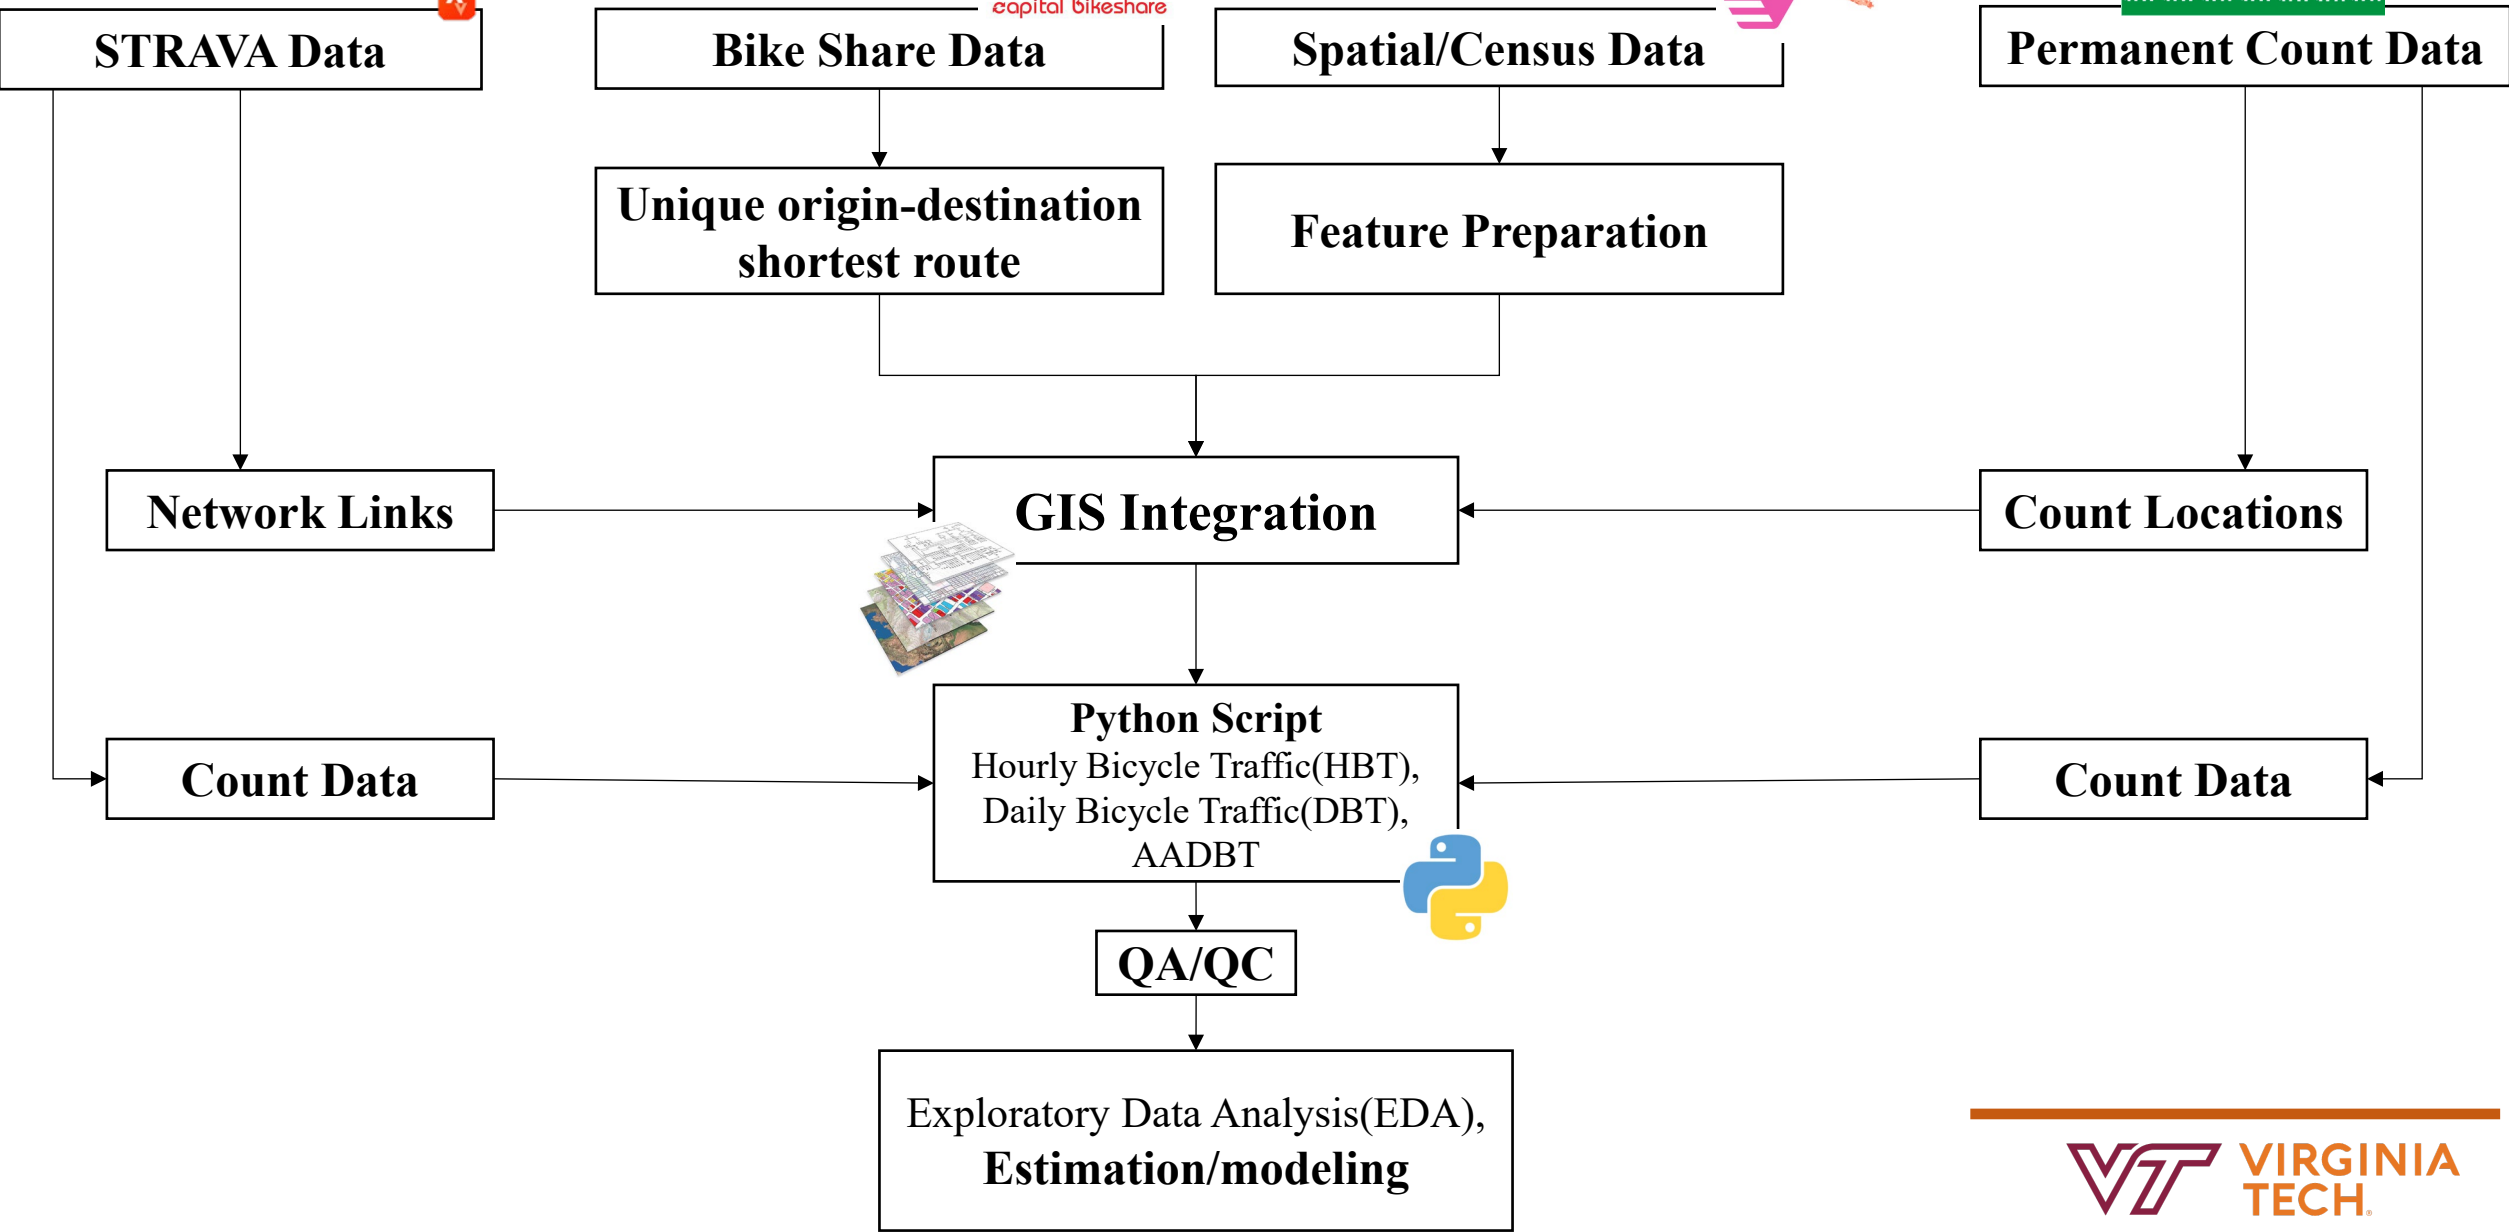 capital bikeshare
STRAVA Data
Bike Share Data
Spatial/Census Data
Permanent Count Data
Unique origin-destination
shortest route
Feature Preparation
Network Links
GIS Integration
Count Locations
Python Script
Hourly Bicycle Traffic(HBT),
Daily Bicycle Traffic(DBT),
AADBT
Count Data
Count Data
QA/QC
Exploratory Data Analysis(EDA),
Estimation/modeling
VT VIRGINIA
TECH®